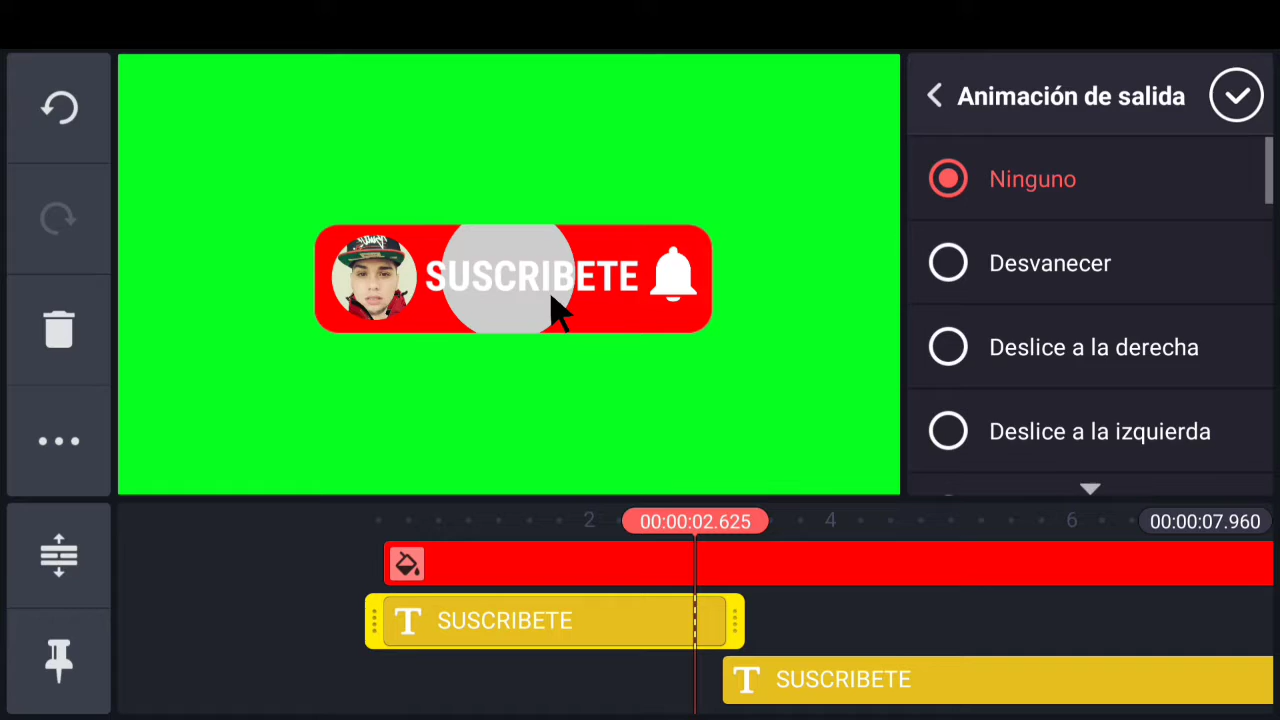 Animación de salida
Ninguno
Desvanecer
Deslice a la derecha
Deslice a la izquierda
SUSCRIBETE
2
00:00:02.625
4
6
00:00:07.960
T SUSCRIBETE
T SUSCRIBETE